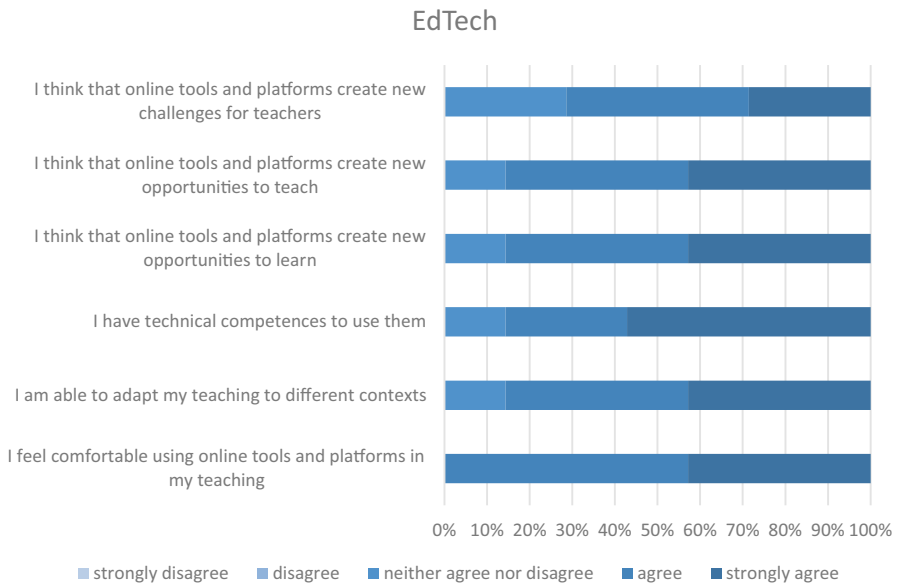 EdTech
I think that online tools and platforms create new
challenges for teachers
I think that online tools and platforms create new
opportunities to teach
I think that online tools and platforms create new
opportunities to learn
I have technical competences to use them
I am able to adapt my teaching to different contexts
I feel comfortable using online tools and platforms in
my teaching
0% 10% 20% 30% 40% 50% 60% 70% 80% 90% 100%
strongly disagree disagree neither agree nor disagree agree strongly agree